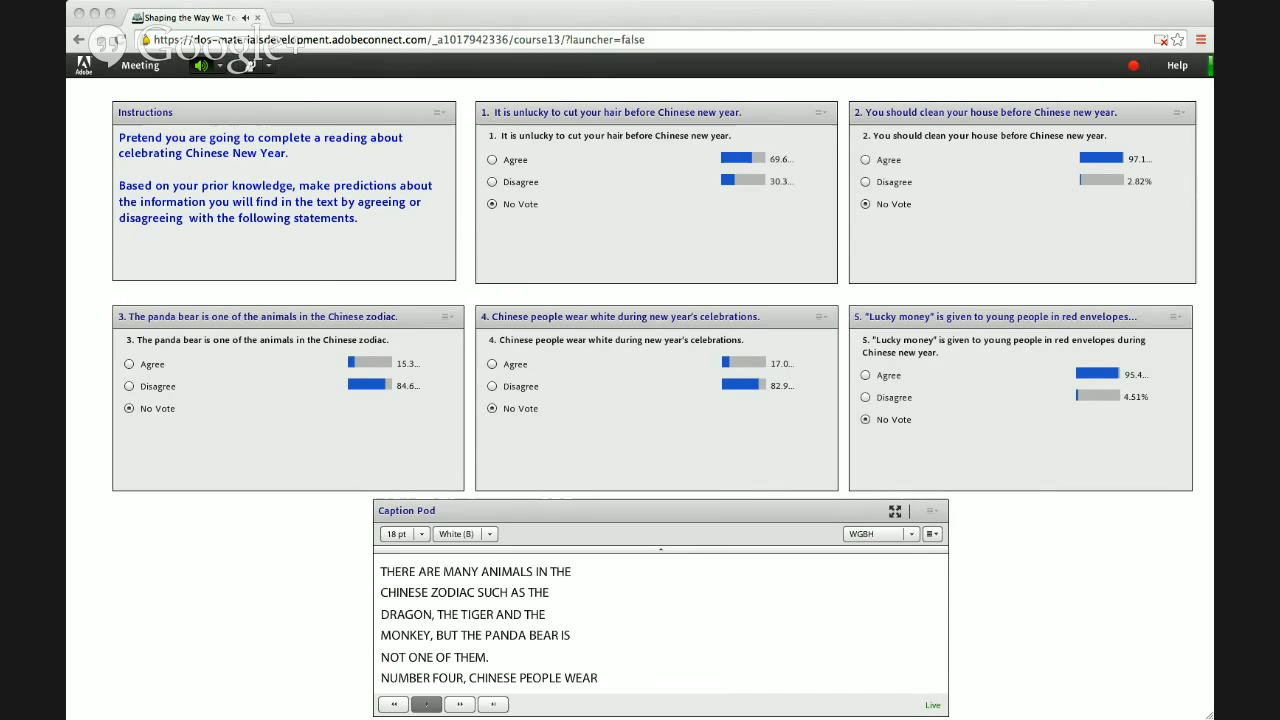 Shaping the Way We Te
https://dos-materialsdevelopment.adobeconnect.com/_a1017942336/course13/?launcher=false
Google+
Adobe
Meeting
Help
Instructions
Pretend you are going to complete a reading about
celebrating Chinese New Year.
Based on your prior knowledge, make predictions about
the information you will find in the text by agreeing or
disagreeing with the following statements.
1. It is unlucky to cut your hair before Chinese new year.
1. It is unlucky to cut your hair before Chinese new year.
Agree 69.6...
Disagree 30.3...
No Vote
2. You should clean your house before Chinese new year.
2. You should clean your house before Chinese new year.
Agree 97.1...
Disagree 2.82%
No Vote
3. The panda bear is one of the animals in the Chinese zodiac.
3. The panda bear is one of the animals in the Chinese zodiac.
Agree 15.3...
Disagree 84.6...
No Vote
4. Chinese people wear white during new year's celebrations.
4. Chinese people wear white during new year's celebrations.
Agree 17.0...
Disagree 82.9...
No Vote
5. "Lucky money" is given to young people in red envelopes...
5. "Lucky money" is given to young people in red envelopes during
Chinese new year.
Agree 95.4...
Disagree 4.51%
No Vote
Caption Pod
18 pt White (B) WGBH
THERE ARE MANY ANIMALS IN THE
CHINESE ZODIAC SUCH AS THE
DRAGON, THE TIGER AND THE
MONKEY, BUT THE PANDA BEAR IS
NOT ONE OF THEM.
NUMBER FOUR, CHINESE PEOPLE WEAR
Live